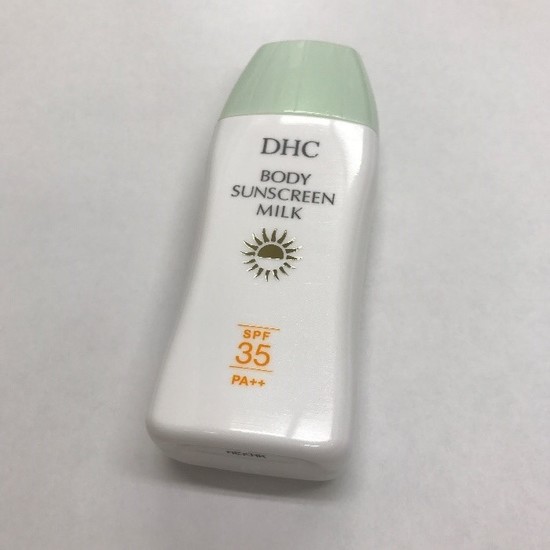 DHC
BODY
SUNSCREEN
MILK
SPF
35
PA++